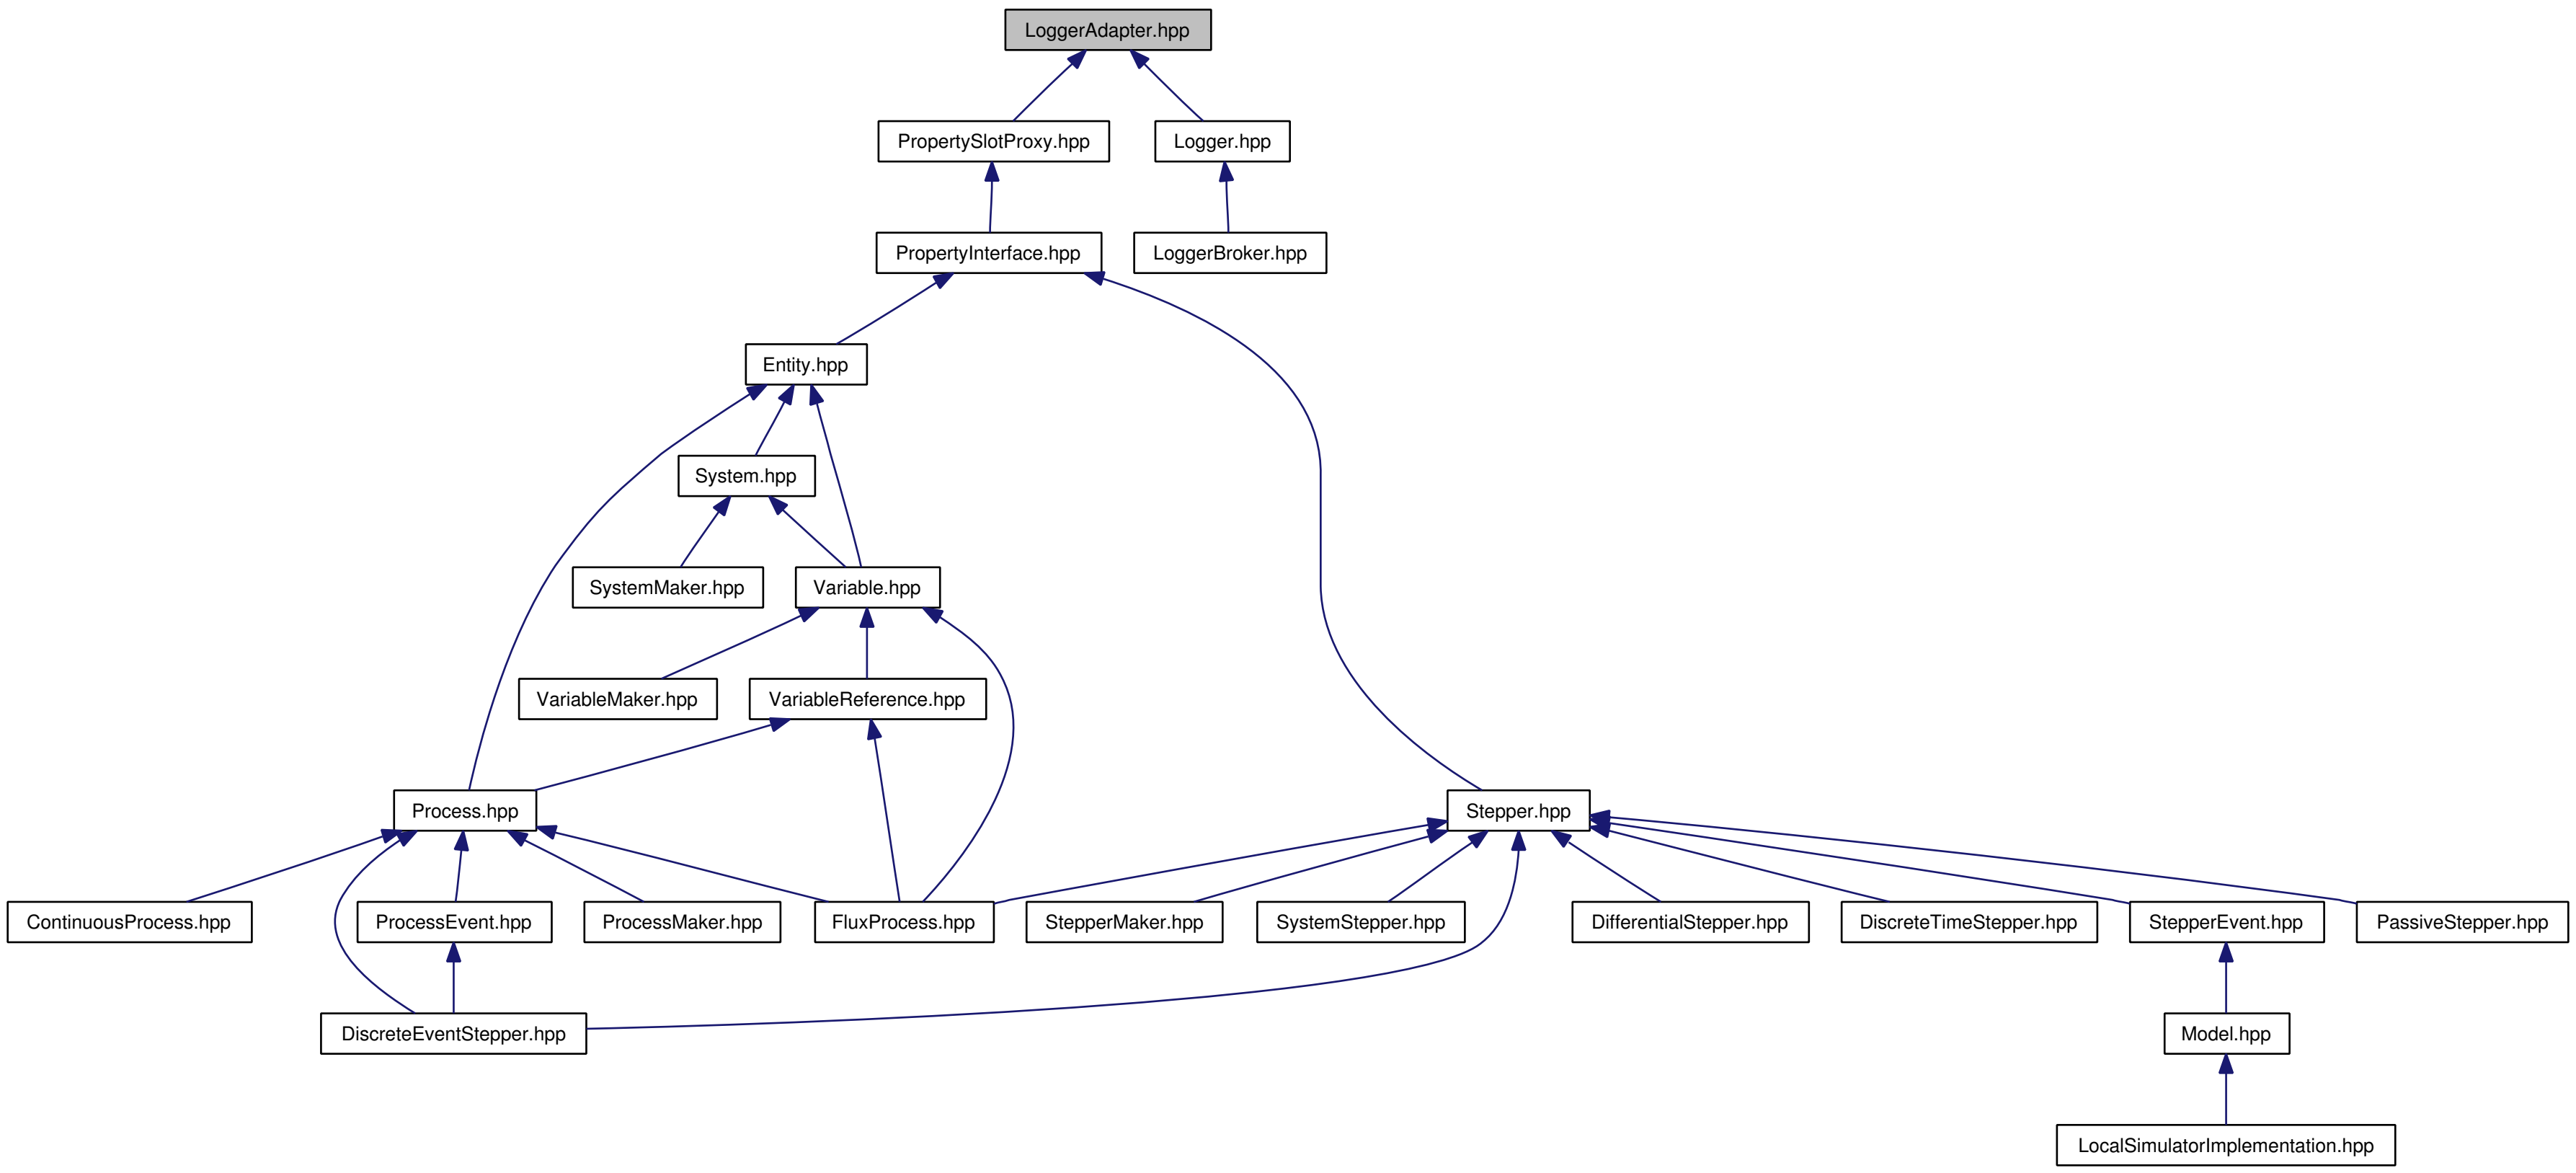 LoggerAdapter.hpp
PropertySlotProxy.hpp
Logger.hpp
PropertyInterface.hpp
LoggerBroker.hpp
Entity.hpp
System.hpp
SystemMaker.hpp
Variable.hpp
VariableMaker.hpp
VariableReference.hpp
Process.hpp
Stepper.hpp
ContinuousProcess.hpp
ProcessEvent.hpp
ProcessMaker.hpp
FluxProcess.hpp
StepperMaker.hpp
SystemStepper.hpp
DifferentialStepper.hpp
DiscreteTimeStepper.hpp
StepperEvent.hpp
PassiveStepper.hpp
DiscreteEventStepper.hpp
Model.hpp
LocalSimulatorImplementation.hpp